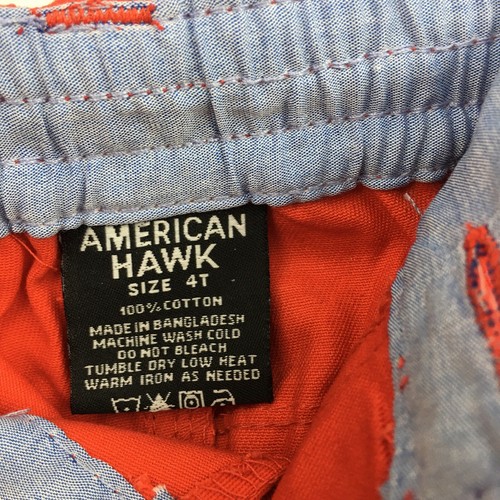 AMERICAN
HAWK
SIZE 4T
100% COTTON
MADE IN BANGLADESH
MACHINE WASH COLD
DO NOT BLEACH
TUMBLE DRY LOW HEAT
WARM IRON AS NEEDED